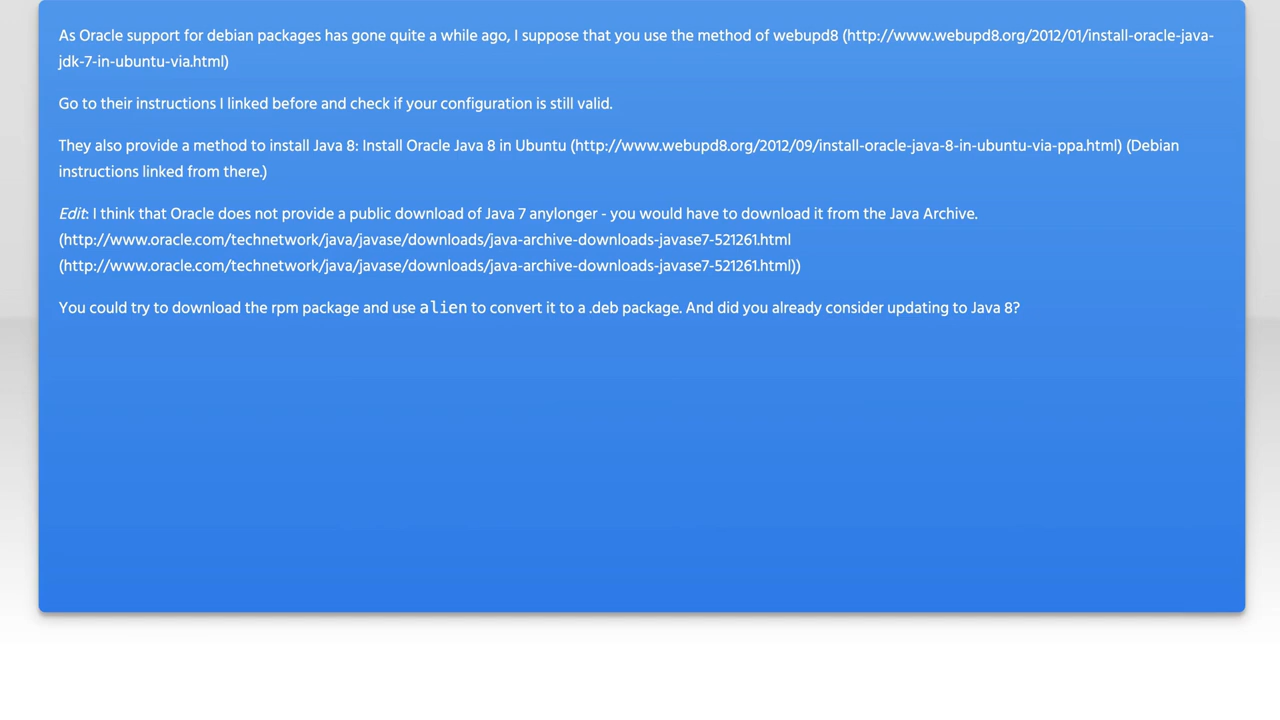 As Oracle support for debian packages has gone quite a while ago, I suppose that you use the method of webupd8 (http://www.webupd8.org/2012/01/install-oracle-java-
jdk-7-in-ubuntu-via.html)
Go to their instructions I linked before and check if your configuration is still valid.
They also provide a method to install Java 8: Install Oracle Java 8 in Ubuntu (http://www.webupd8.org/2012/09/install-oracle-java-8-in-ubuntu-via-ppa.html) (Debian
instructions linked from there.)
Edit: I think that Oracle does not provide a public download of Java 7 anylonger - you would have to download it from the Java Archive.
(http://www.oracle.com/technetwork/java/javase/downloads/java-archive-downloads-javase7-521261.html
(http://www.oracle.com/technetwork/java/javase/downloads/java-archive-downloads-javase7-521261.html))
You could try to download the rpm package and use alien to convert it to a .deb package. And did you already consider updating to Java 8?